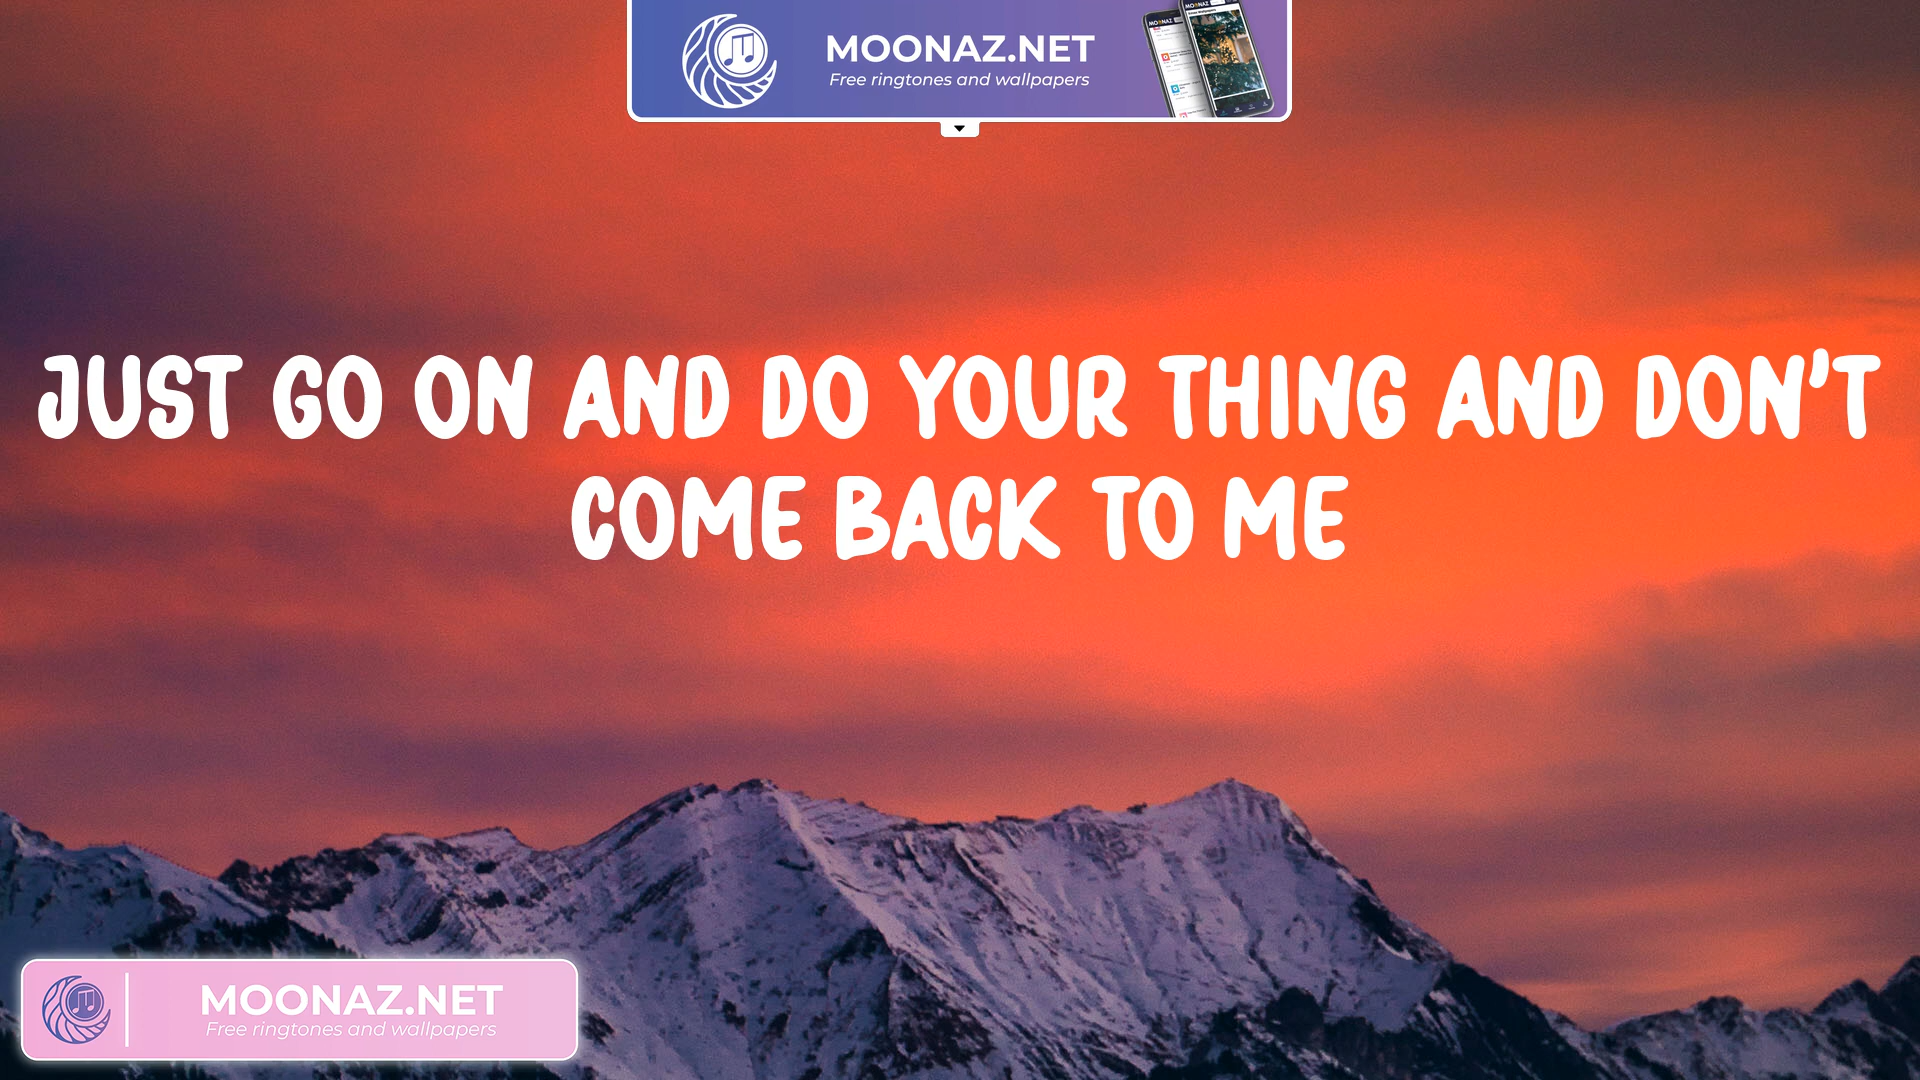 MOONAZ.NET
Free ringtones and wallpapers
JUST GO ON AND DO YOUR THING AND DON'T
COME BACK TO ME
MOONAZ.NET
Free ringtones and wallpapers